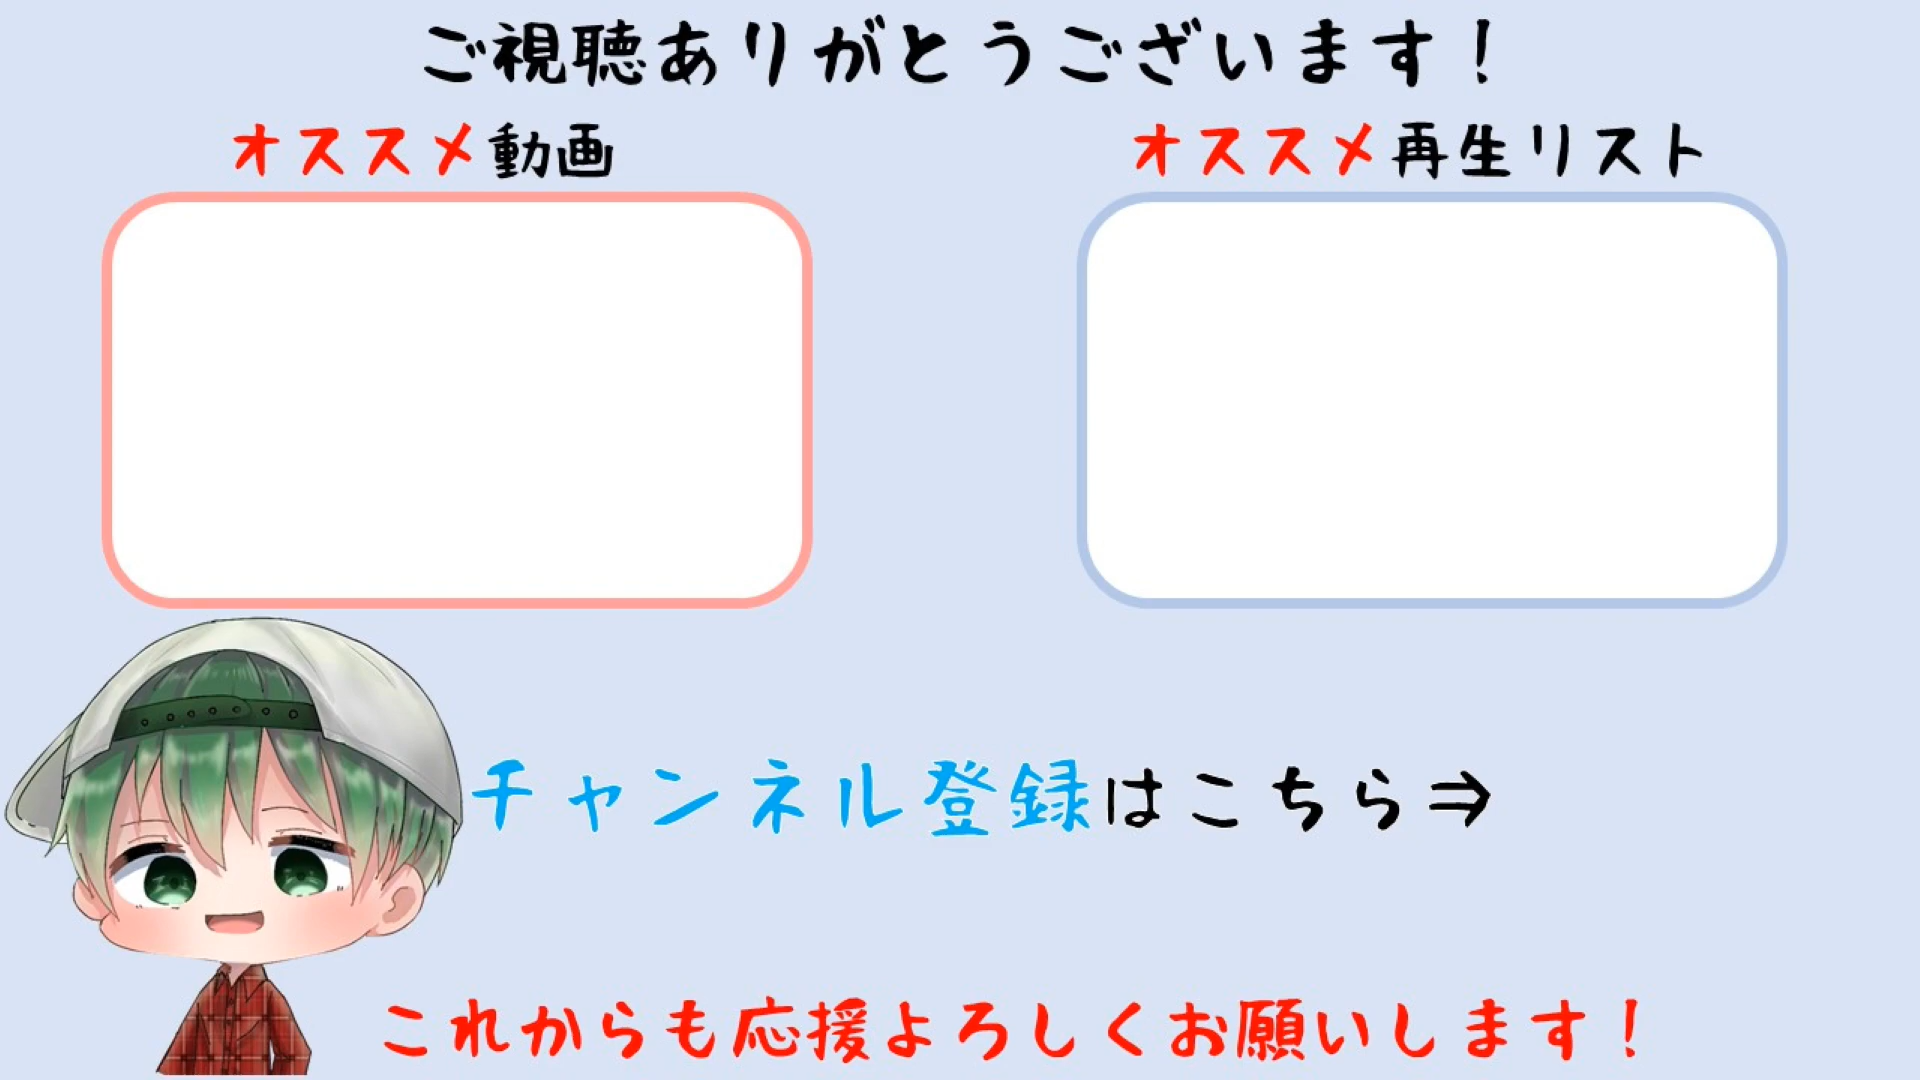 ご視聴ありがとうございます！
オススメ動画
オススメ再生リスト
チャンネル登録はこちら⇒
これからも応援よろしくお願いします！